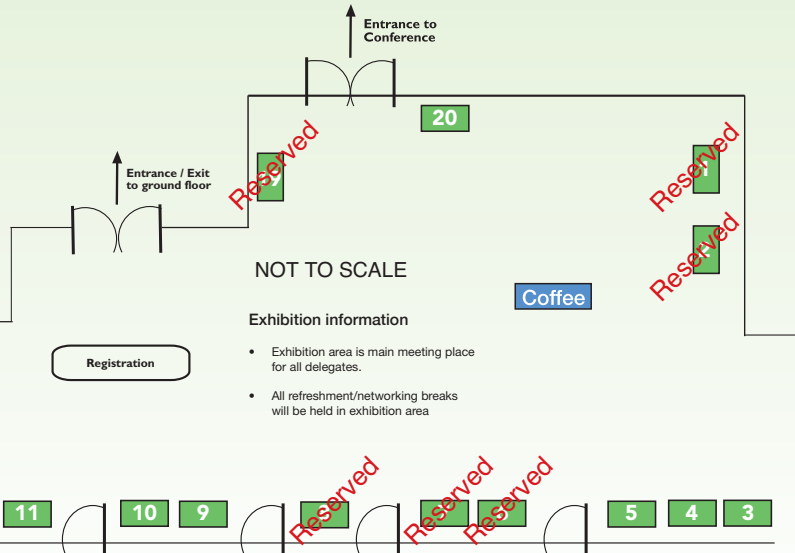 Entrance to
Conference
20
Reserved
Entrance / Exit
to ground floor
Reserved
Reserved
NOT TO SCALE
Coffee
Exhibition information
• Exhibition area is main meeting place
for all delegates.
Registration
• All refreshment/networking breaks
will be held in exhibition area
Reserved
Reserved
Reserved
11
10
9
5
4
3